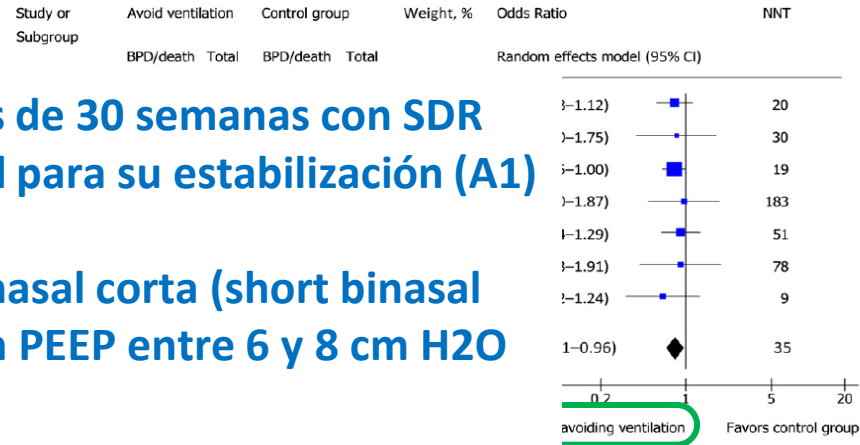 Study or Avoid ventilation Control group Weight, % Odds Ratio NNT
Subgroup
BPD/death Total BPD/death Total Random effects model (95% CI)
–1.12) 20
s de 30 semanas con SDR
–1.75) 30
para su estabilización (A1)
–1.00) 19
–1.87) 183
–1.29) 51
nasal corta (short binasal
–1.91) 78
–1.24) 9
PEEP entre 6 y 8 cm H2O
1–0.96) 35
0.2 1 5 20
avoiding ventilation Favors control group